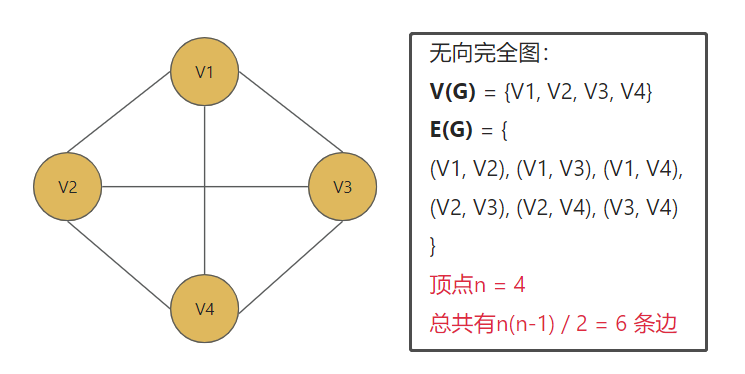 V1
V2
V3
V4
无向完全图：
V(G) = {V1, V2, V3, V4}
E(G) = {
(V1, V2), (V1, V3), (V1, V4),
(V2, V3), (V2, V4), (V3, V4)
}
顶点n = 4
总共有n(n-1) / 2 = 6 条边